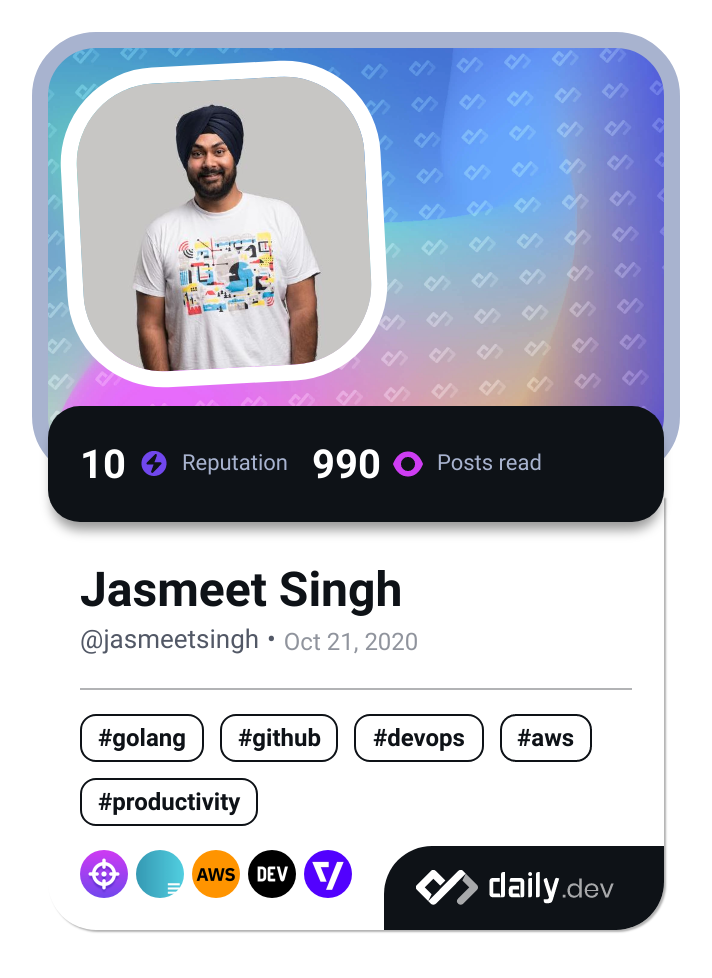 10 Reputation 990 Posts read
Jasmeet Singh
@jasmeetsingh • Oct 21, 2020
#golang #github #devops #aws
#productivity
AWS DEV
daily.dev